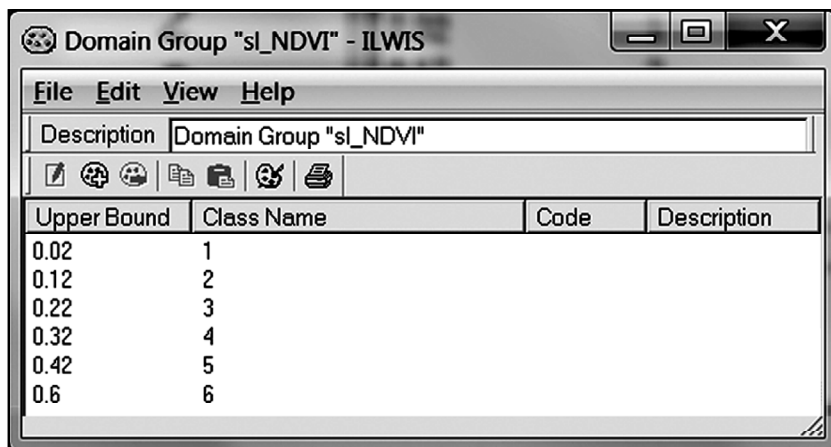 Domain Group "sl_NDVI" - ILWIS
File Edit View Help
Description Domain Group "sl_NDVI"
Upper Bound Class Name Code Description
0.02 1
0.12 2
0.22 3
0.32 4
0.42 5
0.6 6